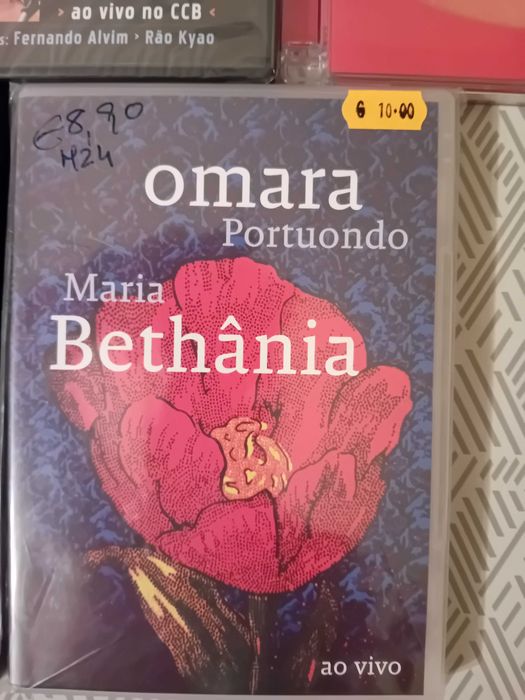 › ao vivo no CCB ‹
s: Fernando Alvim › Rão Kyao
€8,90
M24
€ 10·00
omara
Portuondo
Maria
Bethânia
ao vivo